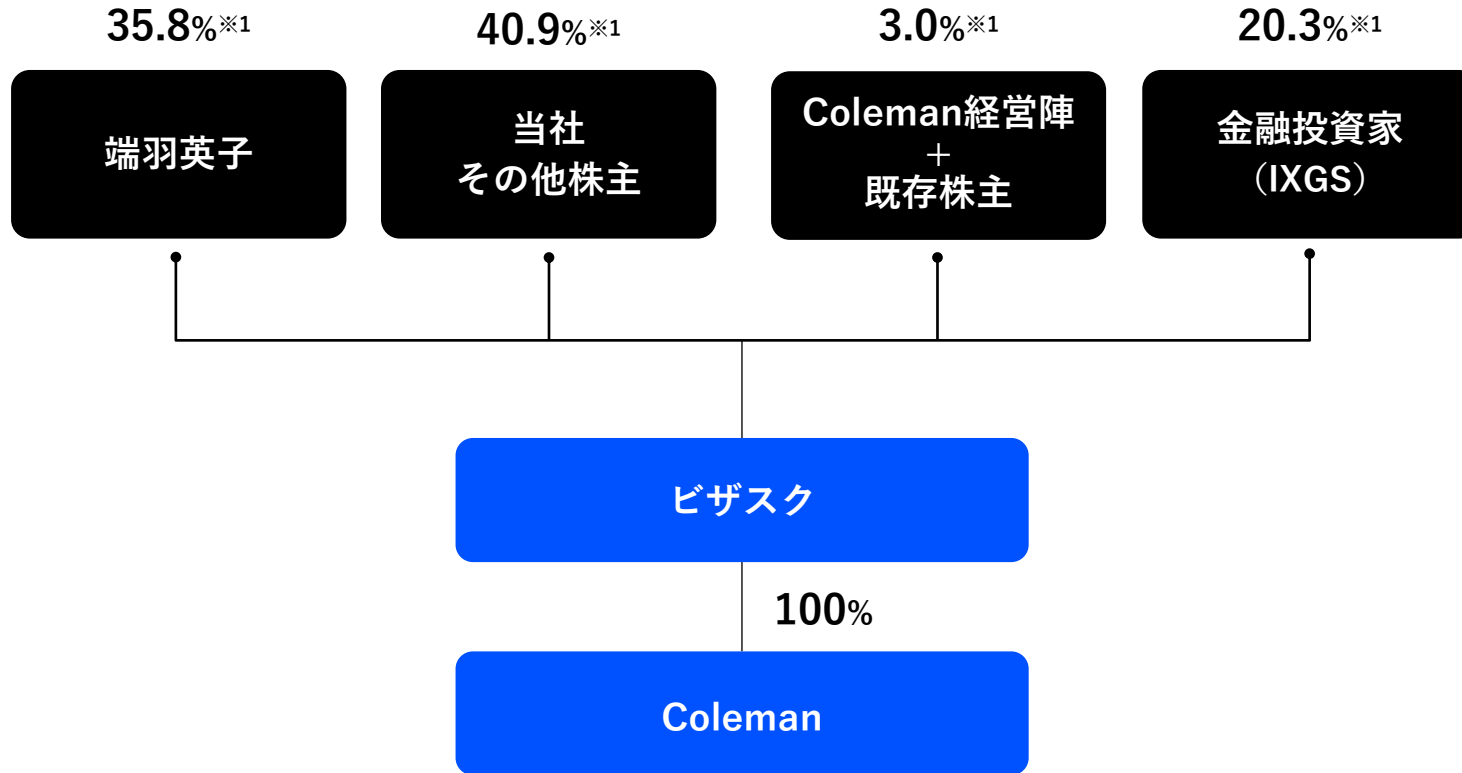 35.8%※1
40.9%※1
3.0%※1
20.3%※1
端羽英子
当社
その他株主
Coleman経営陣
+
既存株主
金融投資家
（IXGS）
ビザスク
100%
Coleman